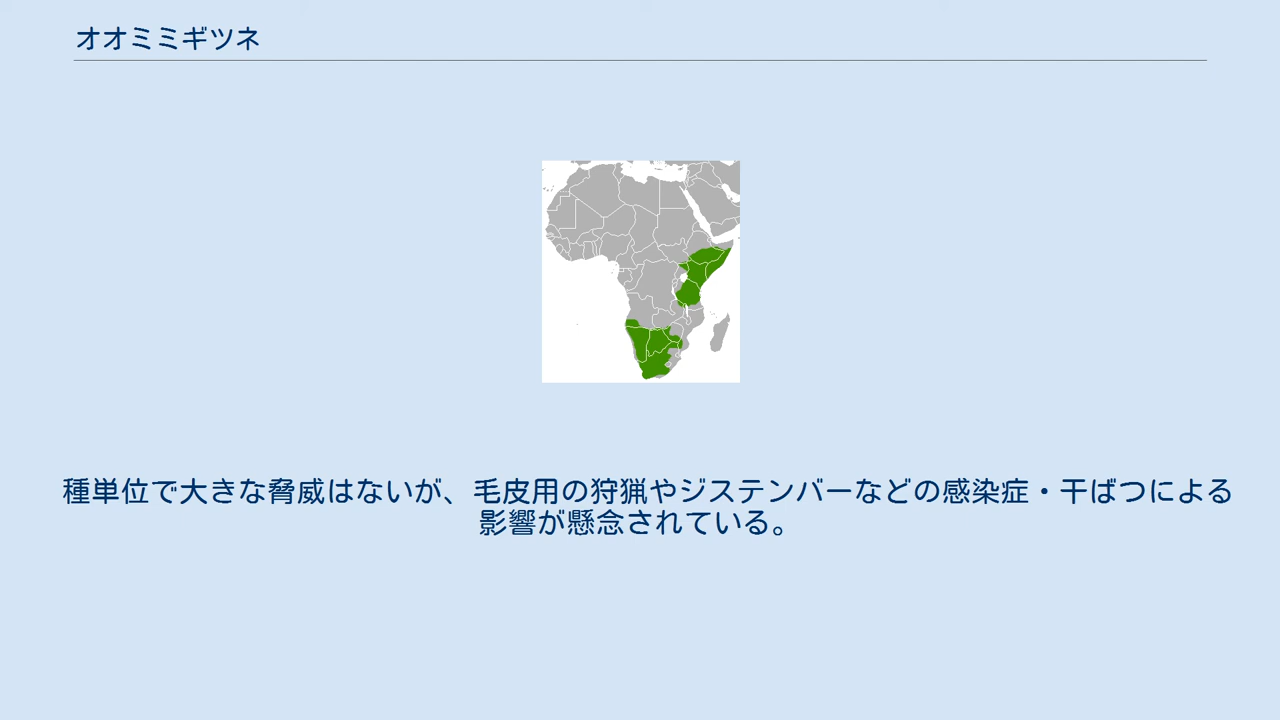 オオミミギツネ
種単位で大きな脅威はないが、毛皮用の狩猟やジステンバーなどの感染症・干ばつによる
影響が懸念されている。